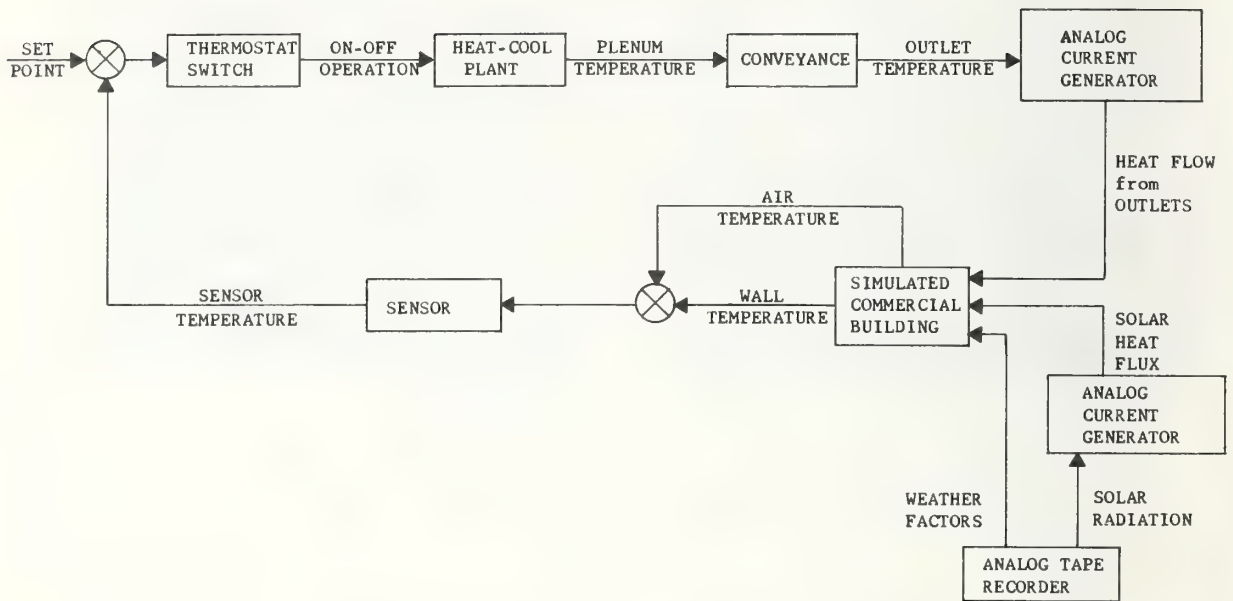 SET
POINT
THERMOSTAT
SWITCH
ON-OFF
OPERATION
HEAT-COOL
PLANT
PLENUM
TEMPERATURE
CONVEYANCE
OUTLET
TEMPERATURE
ANALOG
CURRENT
GENERATOR
HEAT FLOW
from
OUTLETS
AIR
TEMPERATURE
SENSOR
TEMPERATURE
SENSOR
WALL
TEMPERATURE
SIMULATED
COMMERCIAL
BUILDING
SOLAR
HEAT
FLUX
ANALOG
CURRENT
GENERATOR
WEATHER
FACTORS
SOLAR
RADIATION
ANALOG TAPE
RECORDER